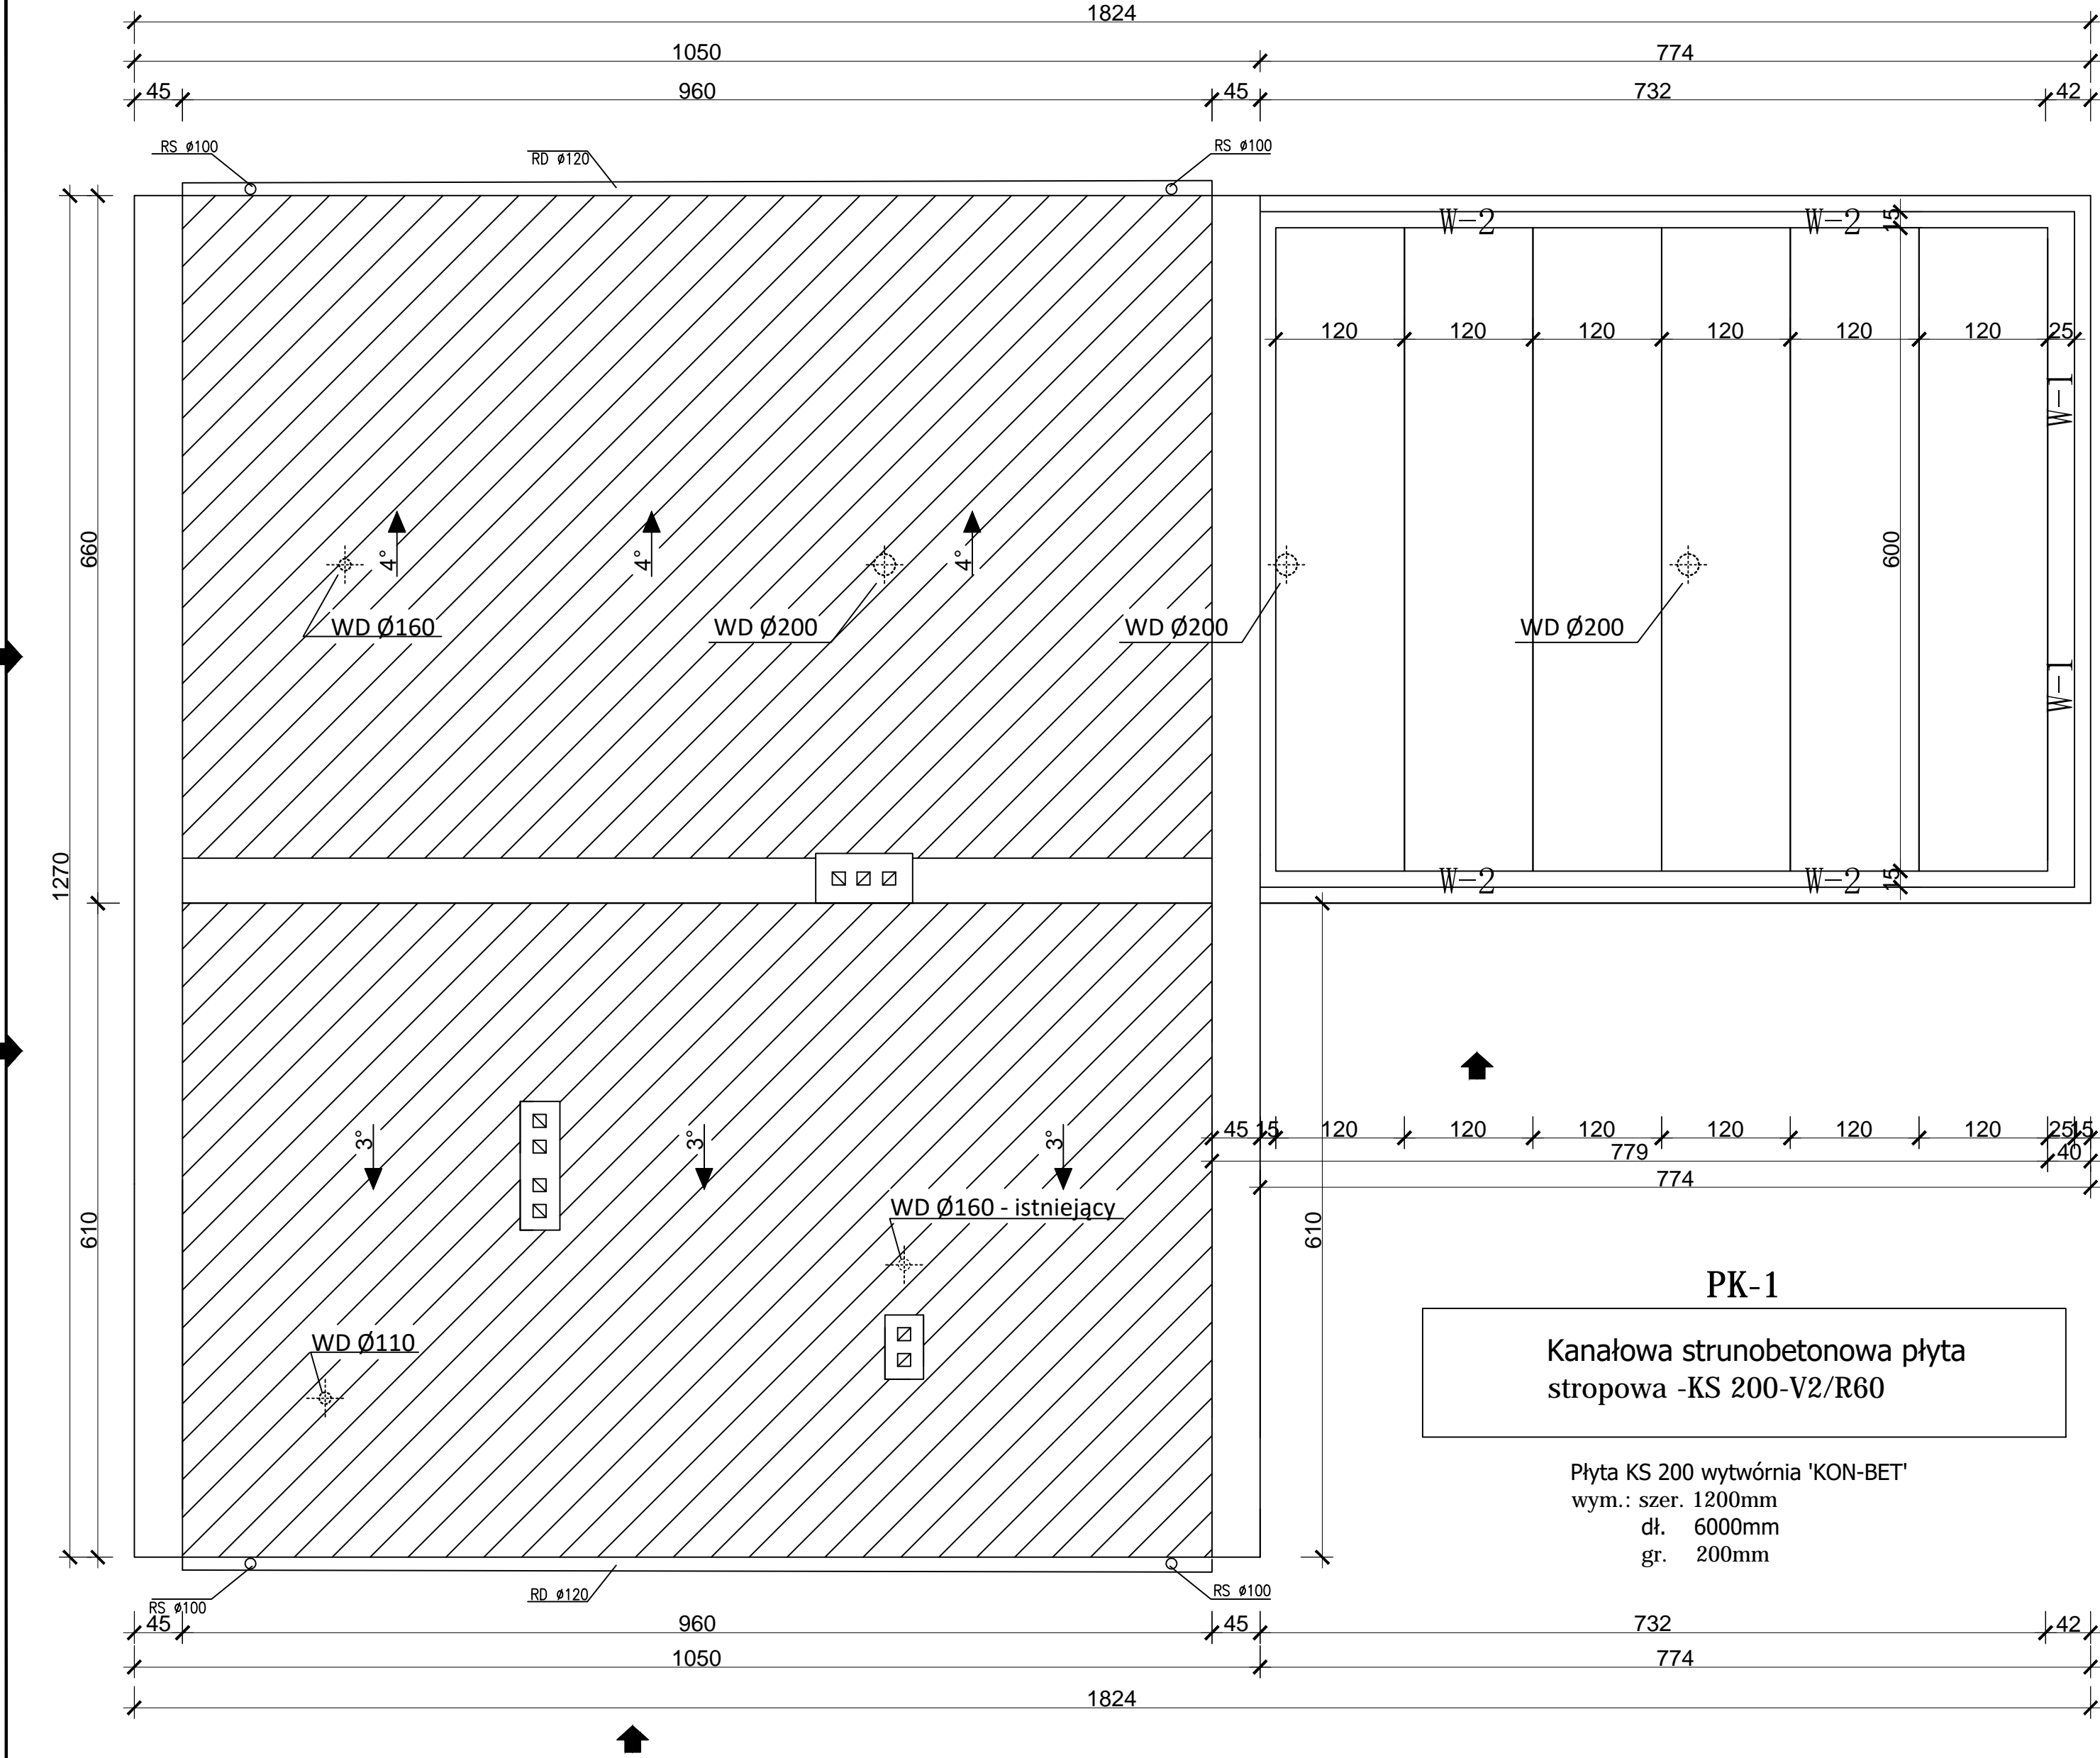 1824
1050
774
45
960
45
732
42
RS ø100
RD ø120
RS ø100
W-2
W-2
15
120
120
120
120
120
120
25
W-1
660
4°
4°
4°
600
WD Ø160
WD Ø200
WD Ø200
WD Ø200
W-1
1270
W-2
W-2
15
3°
3°
3°
45
15
120
120
120
120
120
120
25
15
779
40
774
610
WD Ø160 - istniejący
610
PK-1
WD Ø110
Kanałowa strunobetonowa płyta
stropowa -KS 200-V2/R60
Płyta KS 200 wytwórnia 'KON-BET'
wym.: szer. 1200mm
dł. 6000mm
gr. 200mm
RS ø100
RD ø120
RS ø100
45
960
45
732
42
1050
774
1824